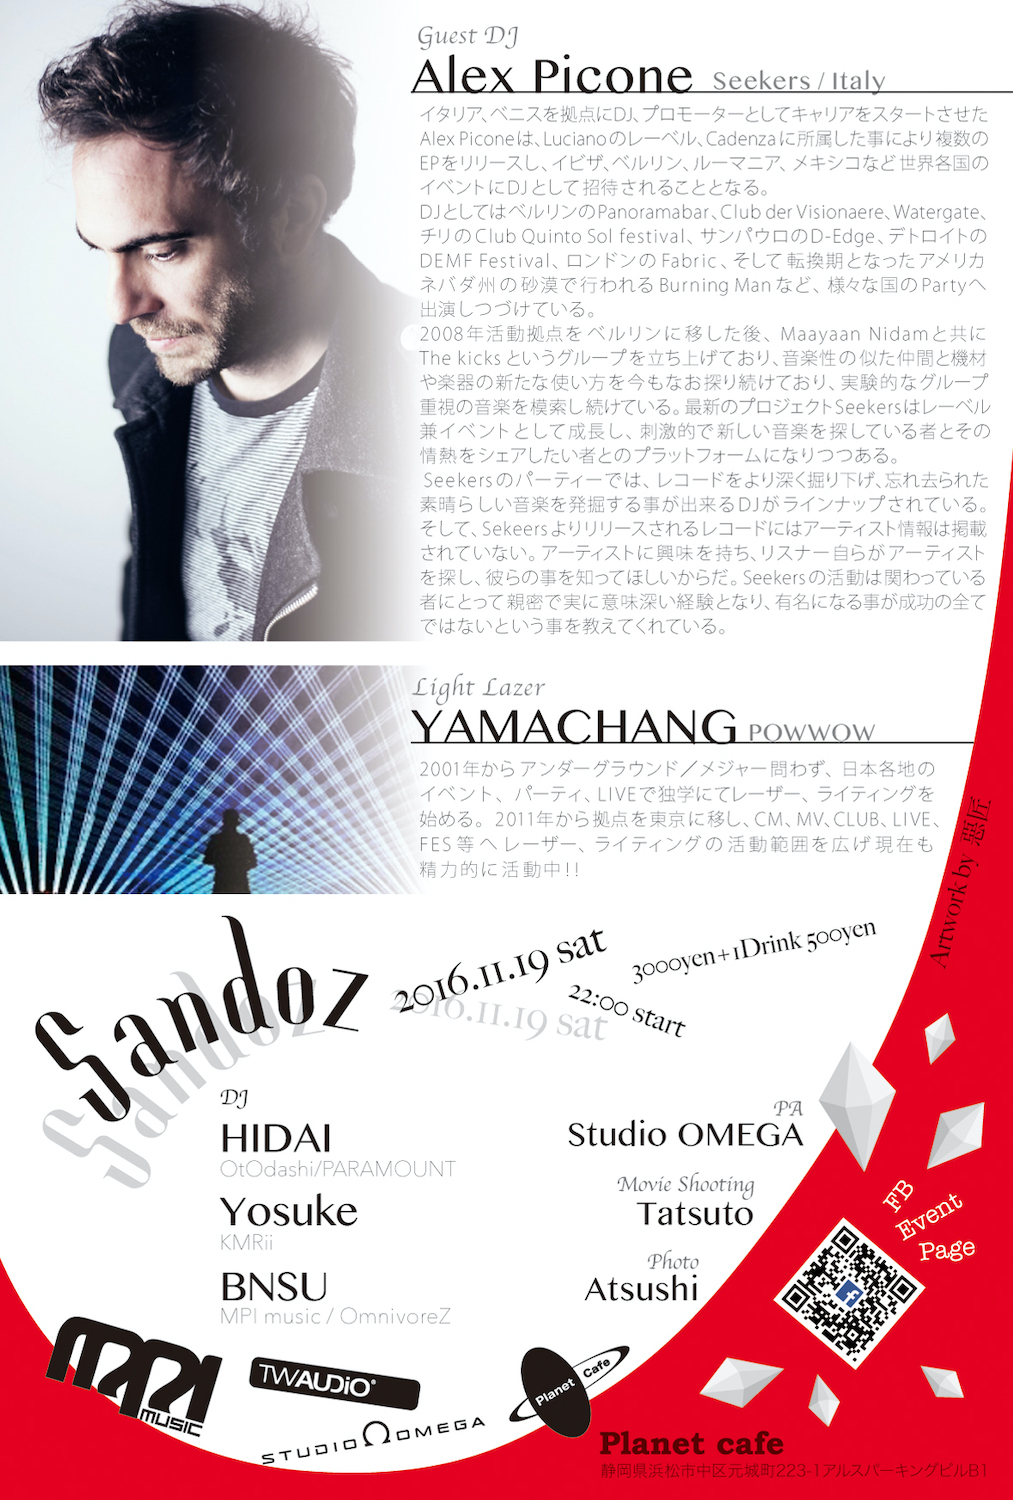 Guest DJ
Alex Picone Seekers / Italy
イタリア、ベニスを拠点にDJ、プロモーターとしてキャリアをスタートさせた
Alex Piconeは、Lucianoのレーベル、Cadenzaに所属した事により複数の
EPをリリースし、イビザ、ベルリン、ルーマニア、メキシコなど世界各国の
イベントにDJとして招待されることとなる。
DJとしてはベルリンのPanoramabar、Club der Visionaere、Watergate、
チリのClub Quinto Sol festival、サンパウロのD-Edge、デトロイトの
DEMF Festival、ロンドンのFabric、そして転換期となったアメリカ
ネバダ州の砂漠で行われるBurning Manなど、様々な国のPartyへ
出演しつづけている。
2008年活動拠点をベルリンに移した後、Maayaan Nidamと共に
The kicksというグループを立ち上げており、音楽性の似た仲間と機材
や楽器の新たな使い方を今もなお探り続けており、実験的なグループ
重視の音楽を模索し続けている。最新のプロジェクトSeekersはレーベル
兼イベントとして成長し、刺激的で新しい音楽を探している者とその
情熱をシェアしたい者とのプラットフォームになりつつある。
Seekersのパーティーでは、レコードをより深く掘り下げ、忘れ去られた
素晴らしい音楽を発掘する事が出来るDJがラインナップされている。
そして、Sekeersよりリリースされるレコードにはアーティスト情報は掲載
されていない。アーティストに興味を持ち、リスナー自らがアーティスト
を探し、彼らの事を知ってほしいからだ。Seekersの活動は関わっている
者にとって親密で実に意味深い経験となり、有名になる事が成功の全て
ではないという事を教えてくれている。
Light Lazer
YAMACHANG POWWOW
2001年からアンダーグラウンド／メジャー問わず、日本各地の
イベント、パーティ、LIVEで独学にてレーザー、ライティングを
始める。2011年から拠点を東京に移し、CM、MV、CLUB、LIVE、
FES等へレーザー、ライティングの活動範囲を広げ現在も
精力的に活動中!!
Artwork by 悪匠
Sandoz
2016.11.19 sat
3000yen+1Drink 500yen
22:00 start
DJ
HIDAI
OtOdashi/PARAMOUNT
Yosuke
KMRii
BNSU
MPI music / OmnivoreZ
PA
Studio OMEGA
Movie Shooting
Tatsuto
Photo
Atsushi
FB
Event
Page
MPI
MUSIC
TWAUDiO
STUDIO OMEGA
Planet Cafe
Planet cafe
静岡県浜松市中区元城町223-1アルスパーキングビルB1